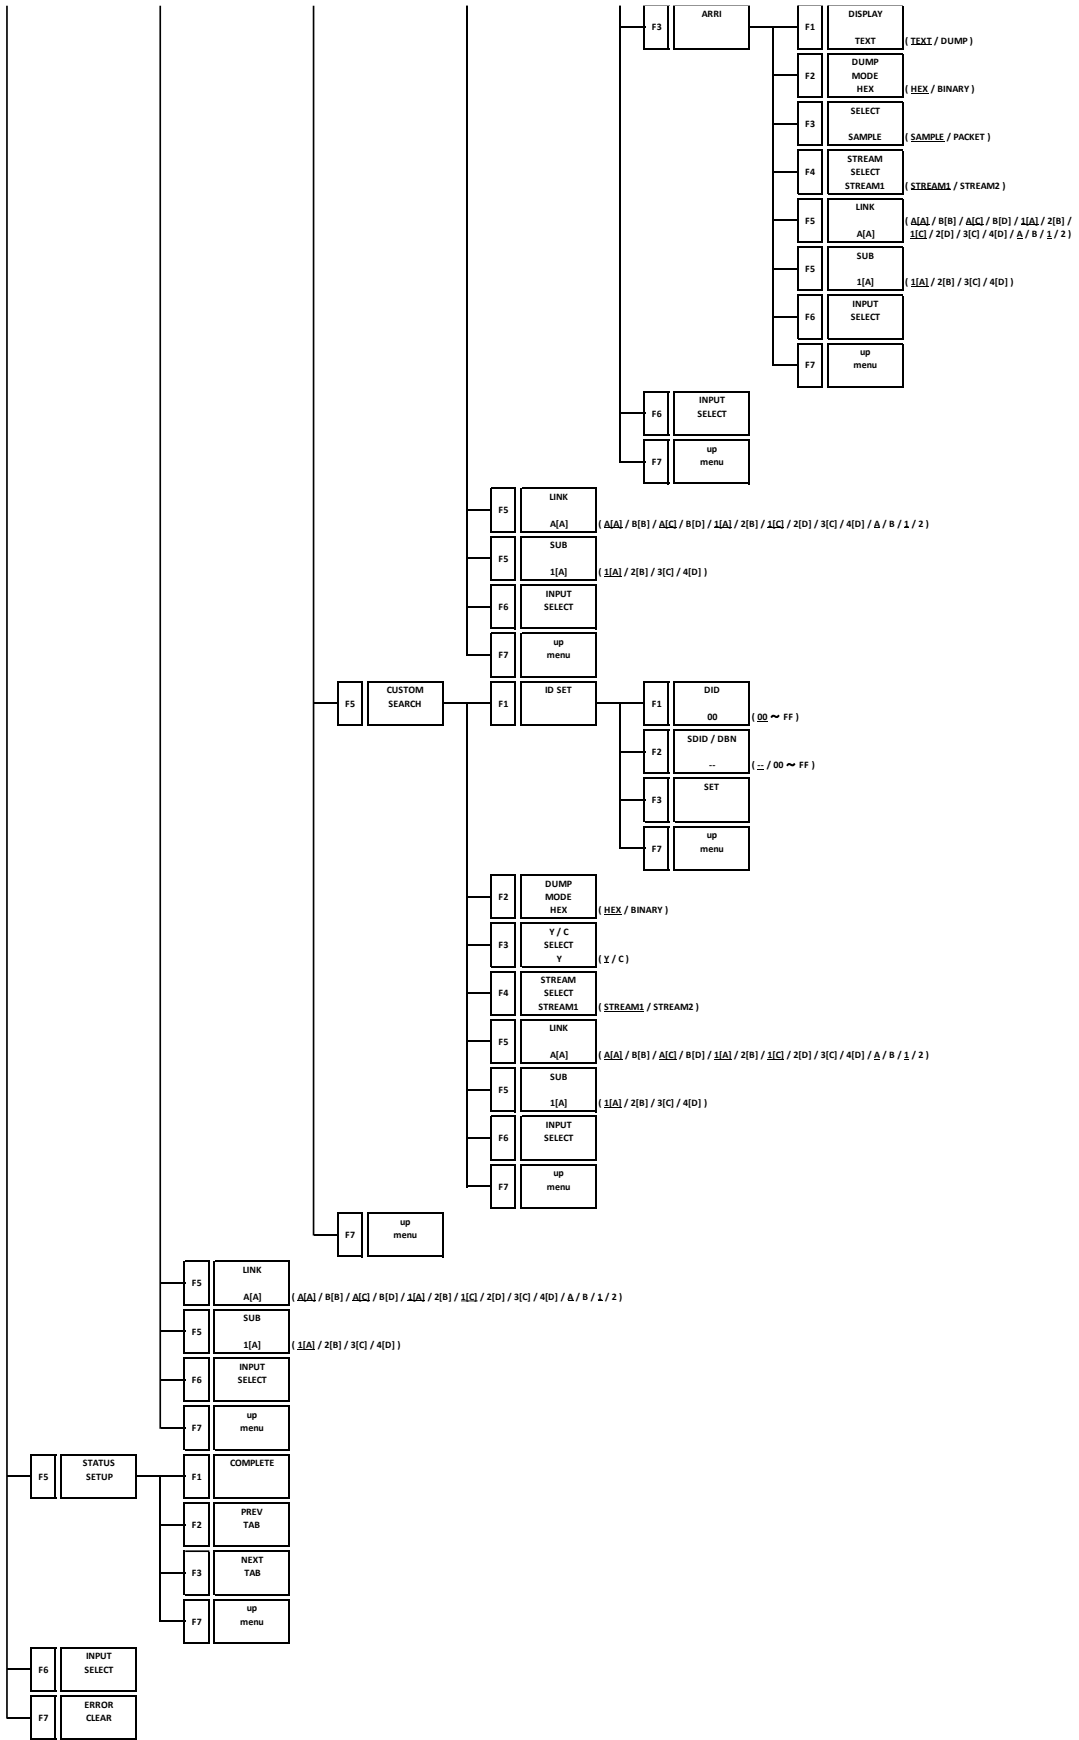 F3
ARRI
F1
DISPLAY
TEXT
( TEXT / DUMP )
F2
DUMP
MODE
HEX
( HEX / BINARY )
F3
SELECT
SAMPLE
( SAMPLE / PACKET )
F4
STREAM
SELECT
STREAM1
( STREAM1 / STREAM2 )
F5
LINK
A[A]
( A[A] / B[B] / A[C] / B[D] / 1[A] / 2[B] /
1[C] / 2[D] / 3[C] / 4[D] / A / B / 1 / 2 )
F5
SUB
1[A]
( 1[A] / 2[B] / 3[C] / 4[D] )
F6
INPUT
SELECT
F7
up
menu
F6
INPUT
SELECT
F7
up
menu
F5
LINK
A[A]
( A[A] / B[B] / A[C] / B[D] / 1[A] / 2[B] / 1[C] / 2[D] / 3[C] / 4[D] / A / B / 1 / 2 )
F5
SUB
1[A]
( 1[A] / 2[B] / 3[C] / 4[D] )
F6
INPUT
SELECT
F7
up
menu
F5
CUSTOM
SEARCH
F1
ID SET
F1
DID
00
( 00 ~ FF )
F2
SDID / DBN
--
( -- / 00 ~ FF )
F3
SET
F7
up
menu
F2
DUMP
MODE
HEX
( HEX / BINARY )
F3
Y / C
SELECT
Y
( Y / C )
F4
STREAM
SELECT
STREAM1
( STREAM1 / STREAM2 )
F5
LINK
A[A]
( A[A] / B[B] / A[C] / B[D] / 1[A] / 2[B] / 1[C] / 2[D] / 3[C] / 4[D] / A / B / 1 / 2 )
F5
SUB
1[A]
( 1[A] / 2[B] / 3[C] / 4[D] )
F6
INPUT
SELECT
F7
up
menu
F7
up
menu
F5
LINK
A[A]
( A[A] / B[B] / A[C] / B[D] / 1[A] / 2[B] / 1[C] / 2[D] / 3[C] / 4[D] / A / B / 1 / 2 )
F5
SUB
1[A]
( 1[A] / 2[B] / 3[C] / 4[D] )
F6
INPUT
SELECT
F7
up
menu
F5
STATUS
SETUP
F1
COMPLETE
F2
PREV
TAB
F3
NEXT
TAB
F7
up
menu
F6
INPUT
SELECT
F7
ERROR
CLEAR